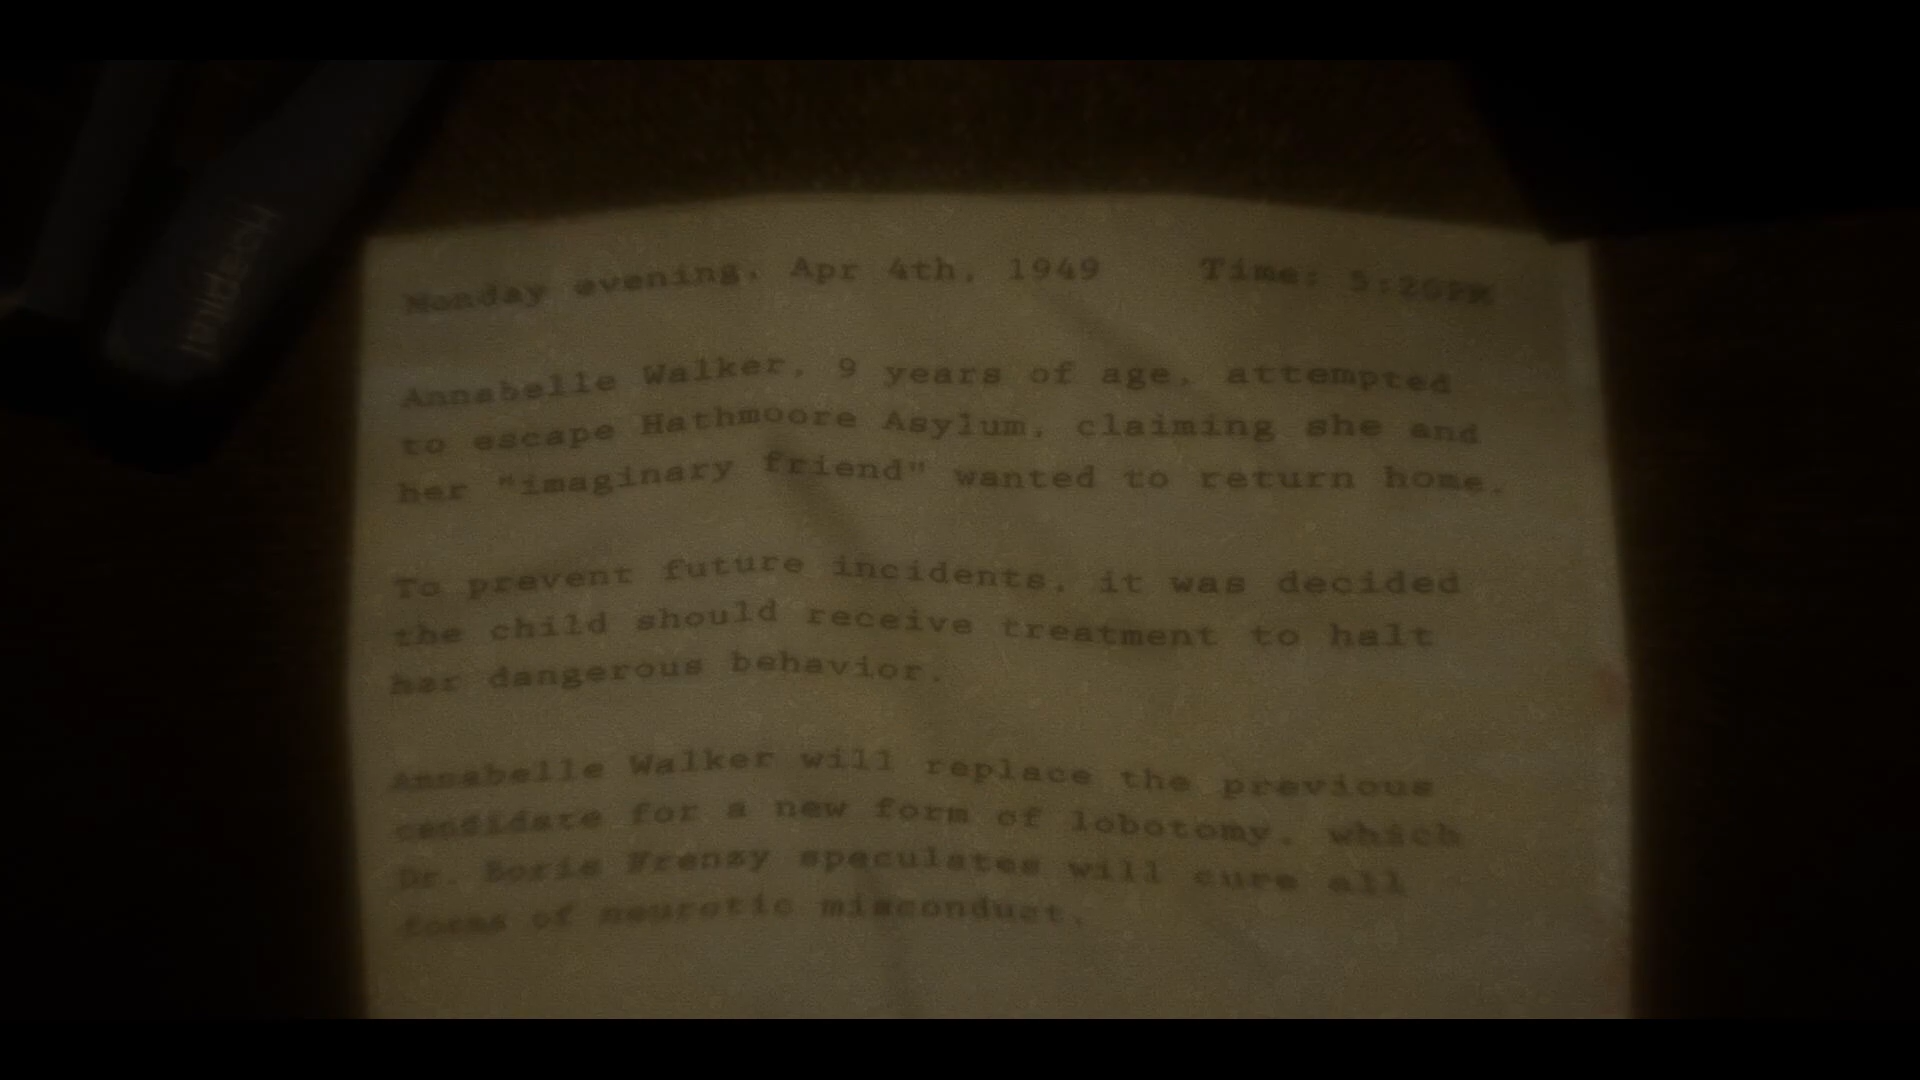 Hospital
Monday evening, Apr 4th, 1949 Time:
Annabelle Walker, 9 years of age, attempted
to escape Hathmoore Asylum, claiming she and
her "imaginary friend" wanted to return home.
To prevent future incidents, it was decided
the child should receive treatment to halt
her dangerous behavior.
Annabelle Walker will replace the previous
candidate for a new form of lobotomy, which
Dr. Boris speculates will cure all
forms of neurotic misconduct.